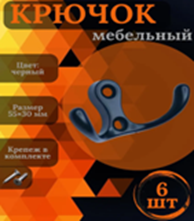 КРЮЧОК
мебельный
Цвет:
черный
Размер
55×30 мм
Крепеж в
комплекте
6
шт